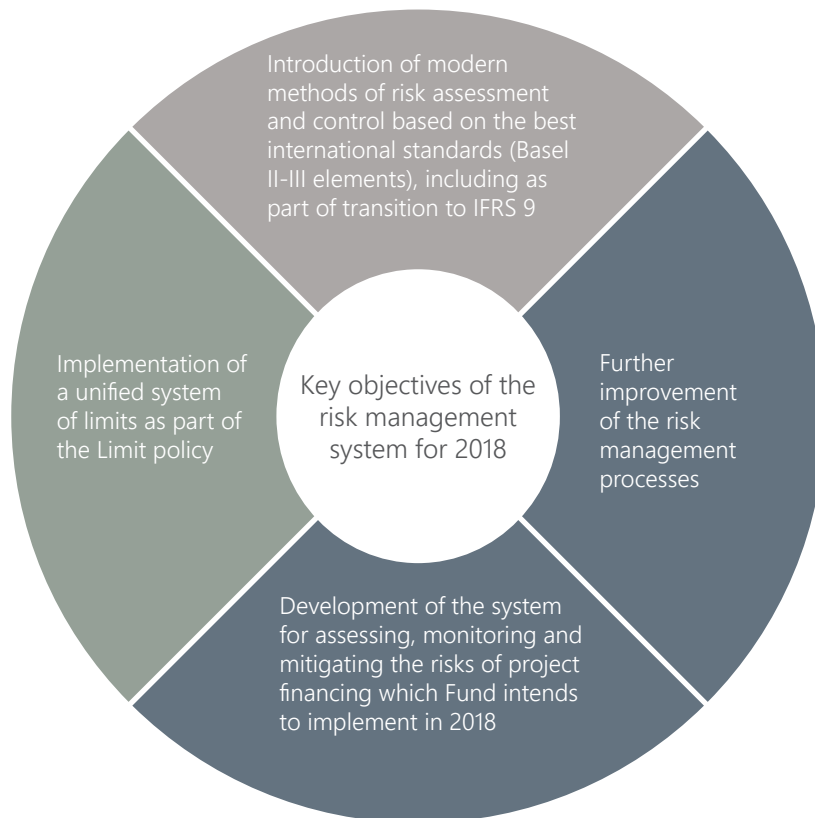 Introduction of modern
methods of risk assessment
and control based on the best
international standards (Basel
II-III elements), including as
part of transition to IFRS 9
Implementation of
a unified system
of limits as part of
the Limit policy
Key objectives of the
risk management
system for 2018
Further
improvement
of the risk
management
processes
Development of the system
for assessing, monitoring and
mitigating the risks of project
financing which Fund intends
to implement in 2018